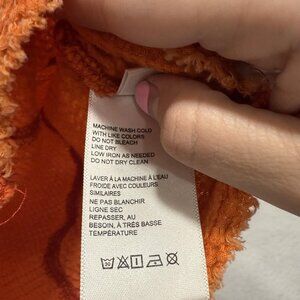 MACHINE WASH COLD
WITH LIKE COLORS
DO NOT BLEACH
LINE DRY
LOW IRON AS NEEDED
DO NOT DRY CLEAN
LAVER À LA MACHINE À L'EAU
FROIDE AVEC COULEURS
SIMILAIRES
NE PAS BLANCHIR
LIGNE SEC
REPASSER, AU
BESOIN, À TRÈS BASSE
TEMPÉRATURE